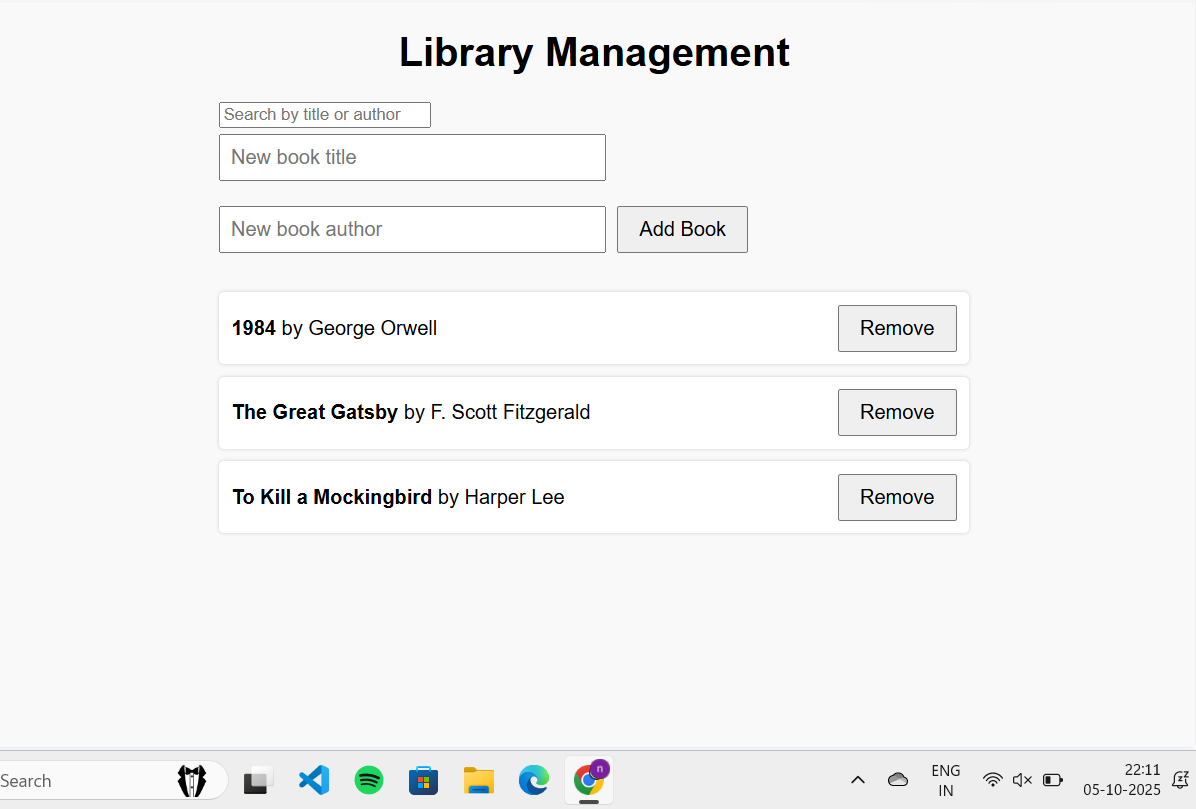 Library Management
Search by title or author
New book title
New book author
Add Book
1984 by George Orwell
Remove
The Great Gatsby by F. Scott Fitzgerald
Remove
To Kill a Mockingbird by Harper Lee
Remove
Search
n
ENG
IN
22:11
05-10-2025